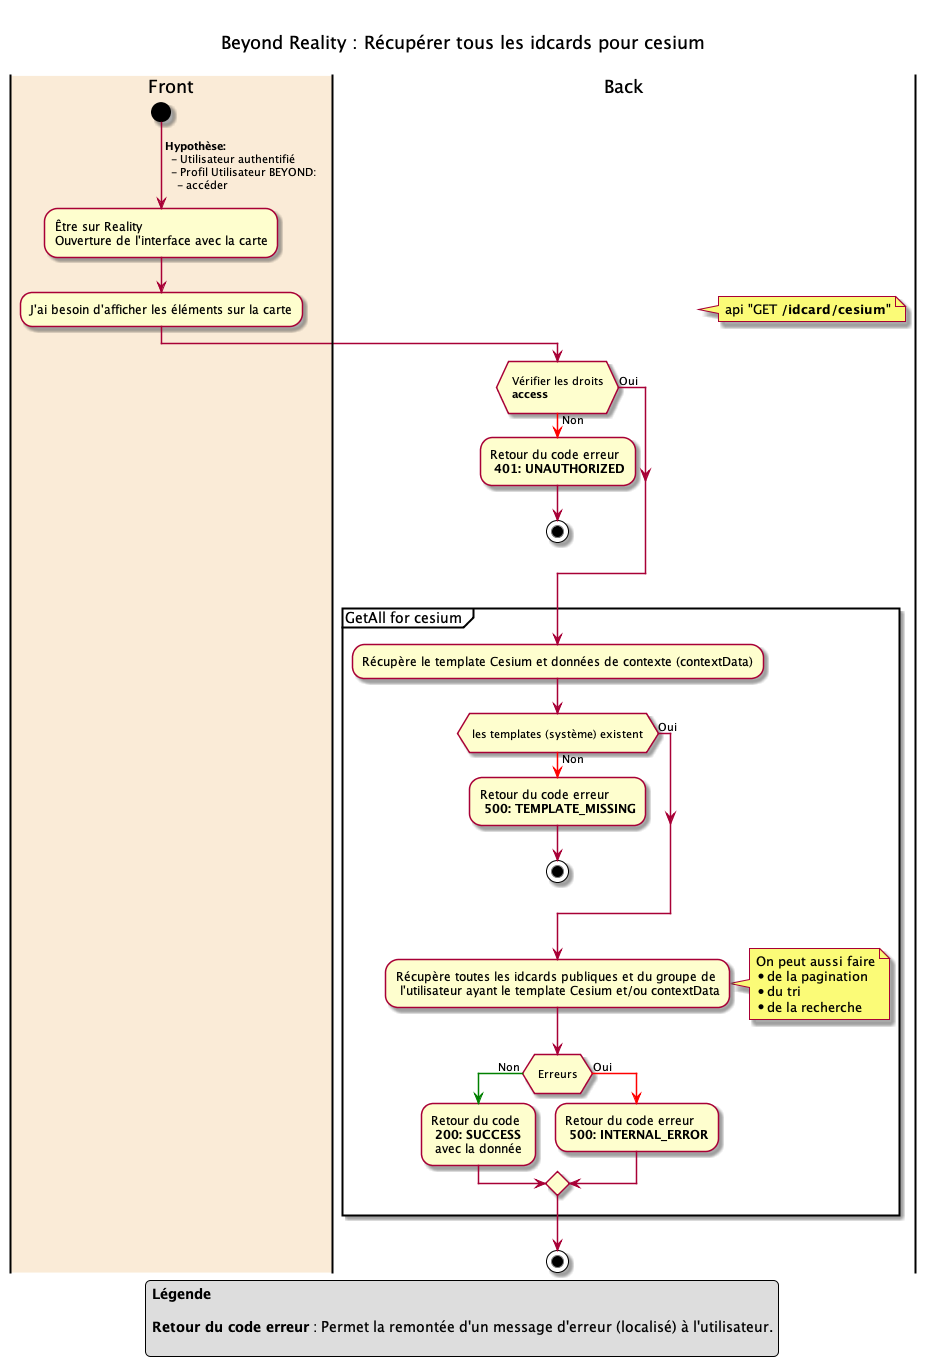 Beyond Reality : Récupérer tous les idcards pour cesium
Front
Back
Hypothèse:
- Utilisateur authentifié
- Profil Utilisateur BEYOND:
- accéder
Être sur Reality
Ouverture de l'interface avec la carte
J'ai besoin d'afficher les éléments sur la carte
api "GET /idcard/cesium"
Vérifier les droits
access
Oui
Non
Retour du code erreur
401: UNAUTHORIZED
GetAll for cesium
Récupère le template Cesium et données de contexte (contextData)
les templates (système) existent
Oui
Non
Retour du code erreur
500: TEMPLATE_MISSING
Récupère toutes les idcards publiques et du groupe de
l'utilisateur ayant le template Cesium et/ou contextData
On peut aussi faire
• de la pagination
• du tri
• de la recherche
Erreurs
Non
Oui
Retour du code
200: SUCCESS
avec la donnée
Retour du code erreur
500: INTERNAL_ERROR
Légende
Retour du code erreur : Permet la remontée d'un message d'erreur (localisé) à l'utilisateur.